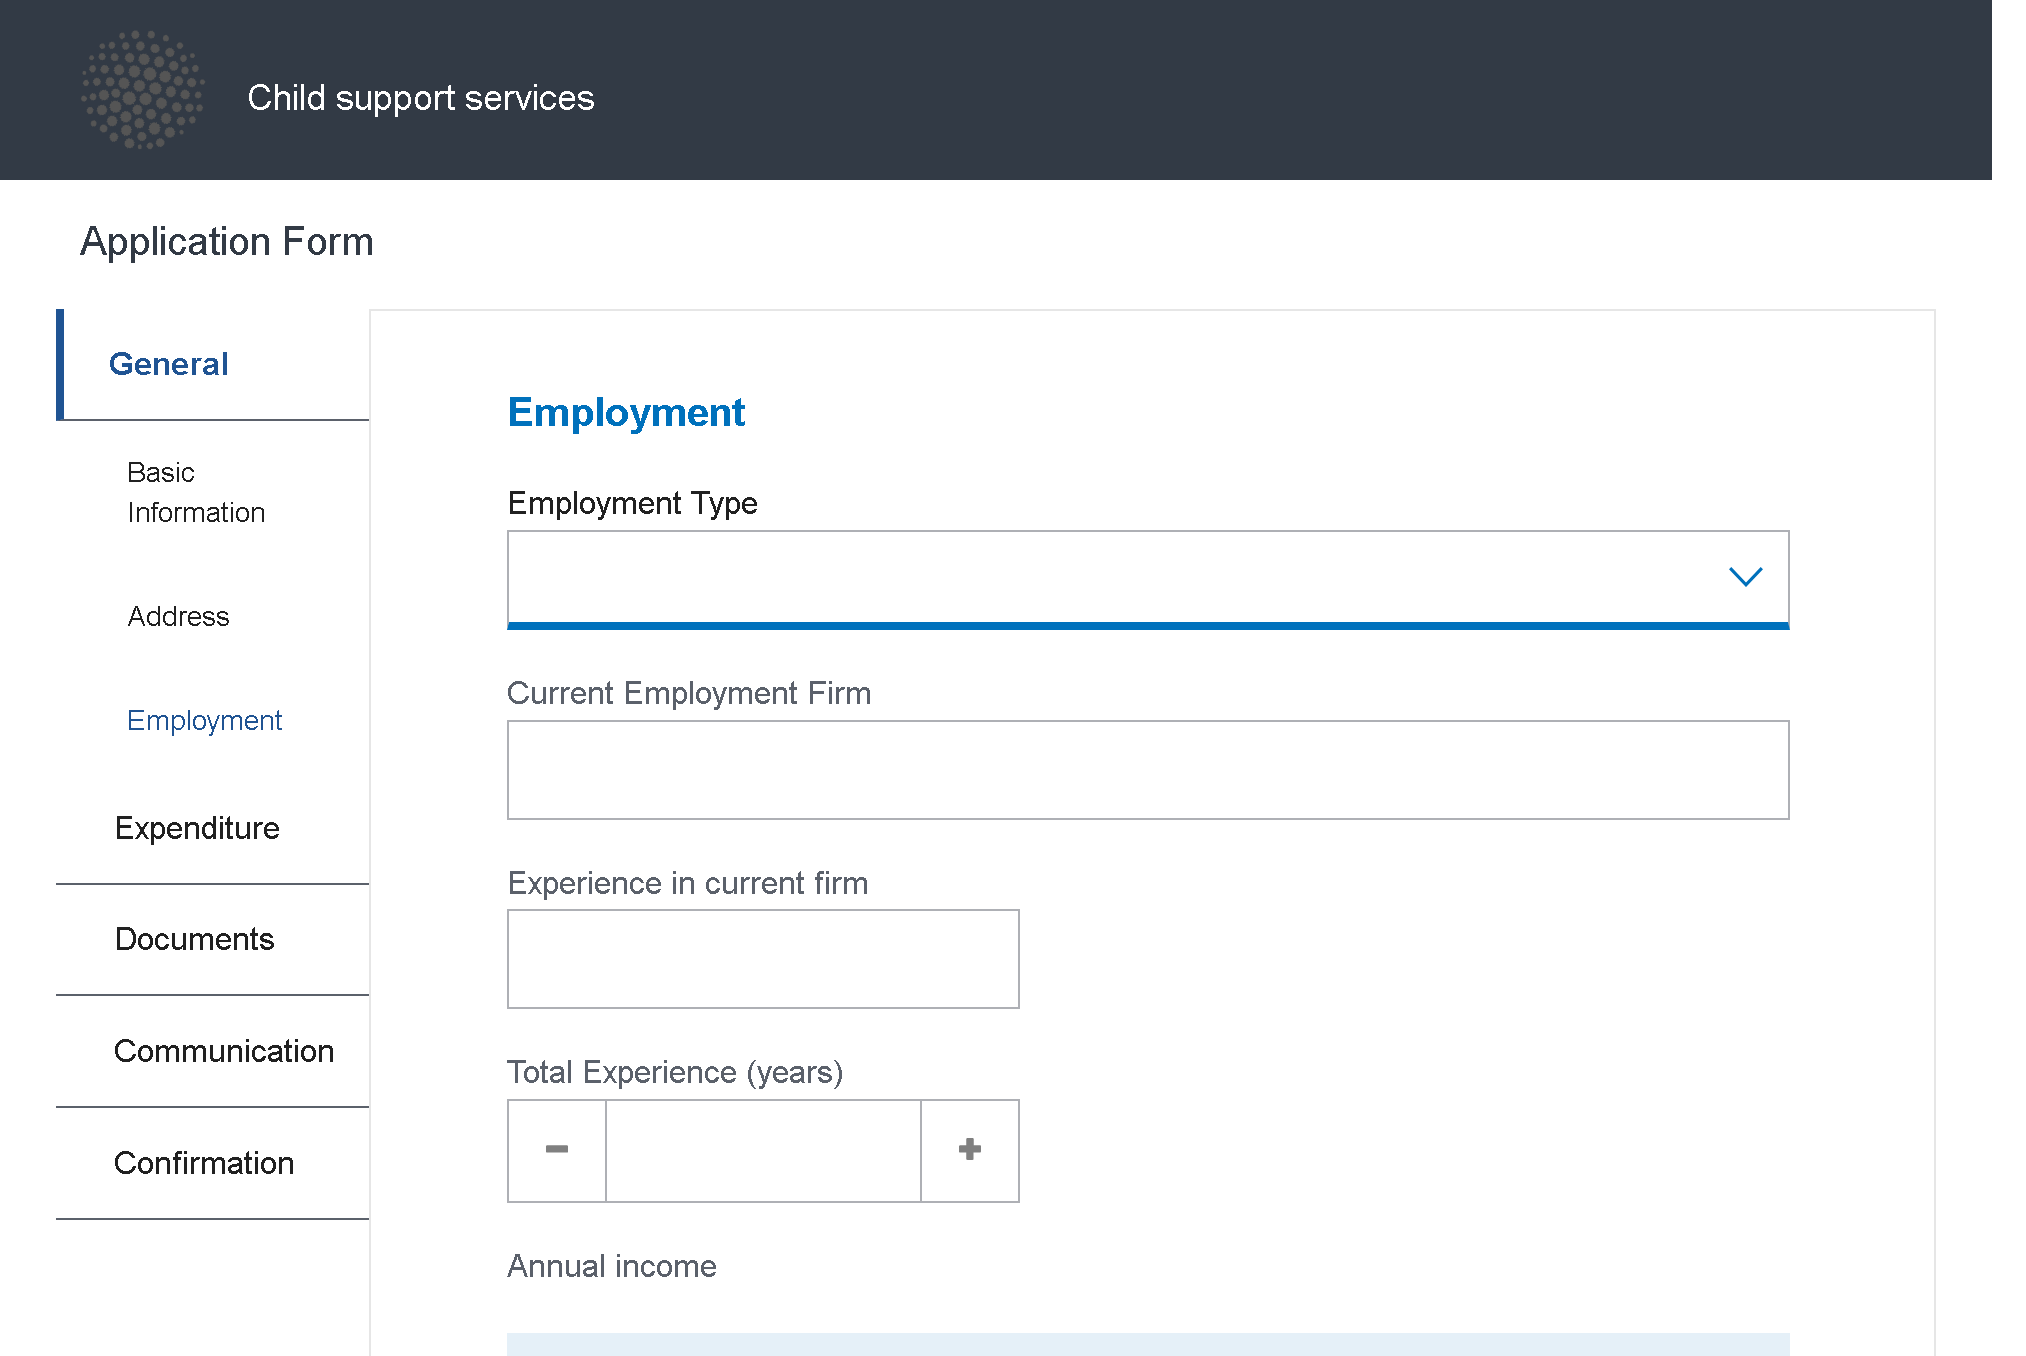 Child support services
Application Form
General
Basic
Information
Address
Employment
Expenditure
Documents
Communication
Confirmation
Employment
Employment Type
Current Employment Firm
Experience in current firm
Total Experience (years)
Annual income